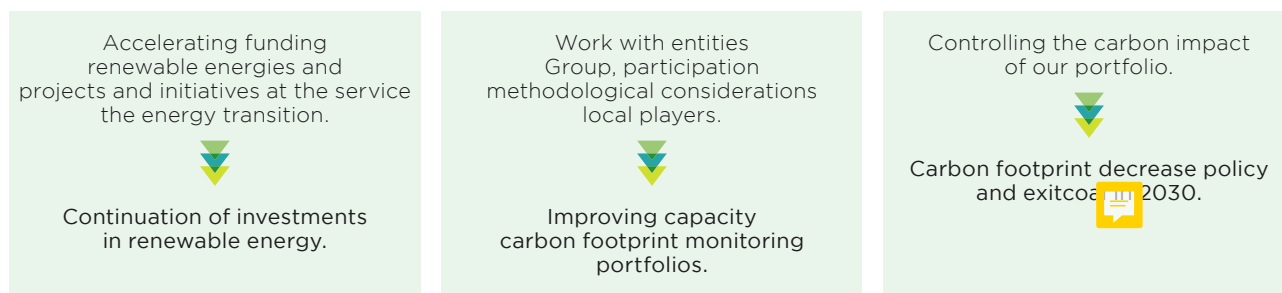 Accelerating funding
renewable energies and
projects and initiatives at the service
the energy transition.
Continuation of investments
in renewable energy.
Work with entities
Group, participation
methodological considerations
local players.
Improving capacity
carbon footprint monitoring
portfolios.
Controlling the carbon impact
of our portfolio.
Carbon footprint decrease policy
and 2030.